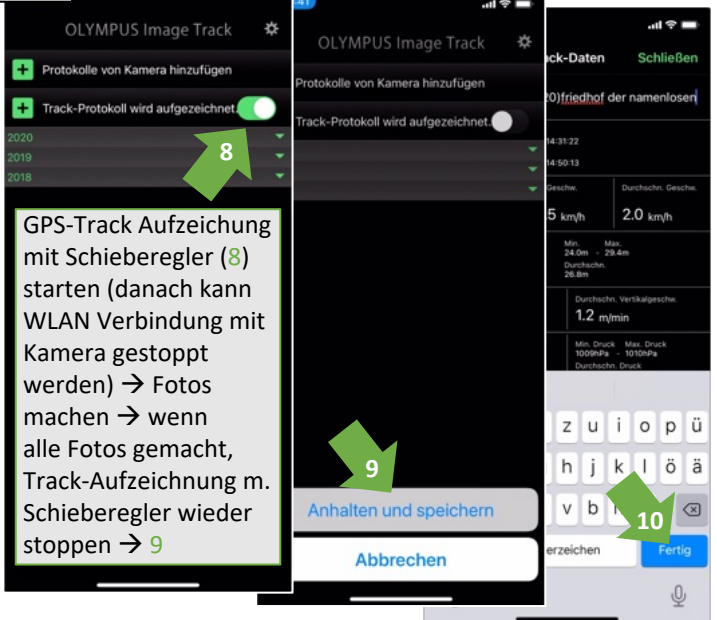 OLYMPUS Image Track
Protokolle von Kamera hinzufügen
Track-Protokoll wird aufgezeichnet.
2020
2019
2018
8
GPS-Track Aufzeichung
mit Schieberegler (8)
starten (danach kann
WLAN Verbindung mit
Kamera gestoppt
werden) → Fotos
machen → wenn
alle Fotos gemacht,
Track-Aufzeichnung m.
Schieberegler wieder
stoppen → 9
:41
OLYMPUS Image Track
Protokolle von Kamera hinzufügen
Track-Protokoll wird aufgezeichnet.
9
Anhalten und speichern
Abbrechen
ack-Daten Schließen
20)friedhof der namenlosen
14:31:22
14:50:13
Geschw. Durchschn. Geschw.
5 km/h 2.0 km/h
Min. Max.
24.0m - 29.4m
Durchschn.
26.8m
Durchschn. Vertikalgeschw.
1.2 m/min
Min. Druck Max. Druck
1009hPa - 1010hPa
Durchschn. Druck
z u i o p ü
h j k l ö ä
v b
10
erzeichen Fertig